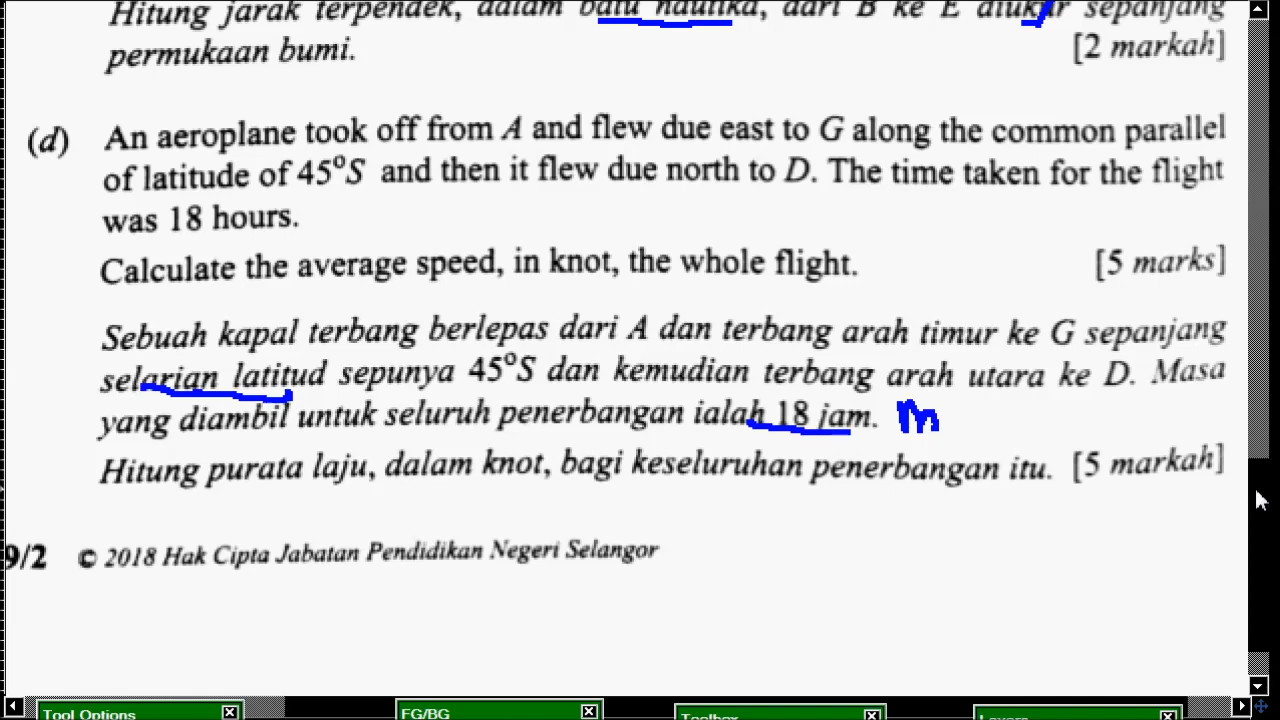 Hitung jarak terpendek, dalam batu nautika, dari B ke E diukur sepanjang
permukaan bumi. [2 markah]
(d) An aeroplane took off from A and flew due east to G along the common parallel
of latitude of 45°S and then it flew due north to D. The time taken for the flight
was 18 hours.
Calculate the average speed, in knot, the whole flight. [5 marks]
Sebuah kapal terbang berlepas dari A dan terbang arah timur ke G sepanjang
selarian latitud sepunya 45°S dan kemudian terbang arah utara ke D. Masa
yang diambil untuk seluruh penerbangan ialah 18 jam. m
Hitung purata laju, dalam knot, bagi keseluruhan penerbangan itu. [5 markah]
9/2 © 2018 Hak Cipta Jabatan Pendidikan Negeri Selangor
Tool Options FG/BG Toolbox Layers